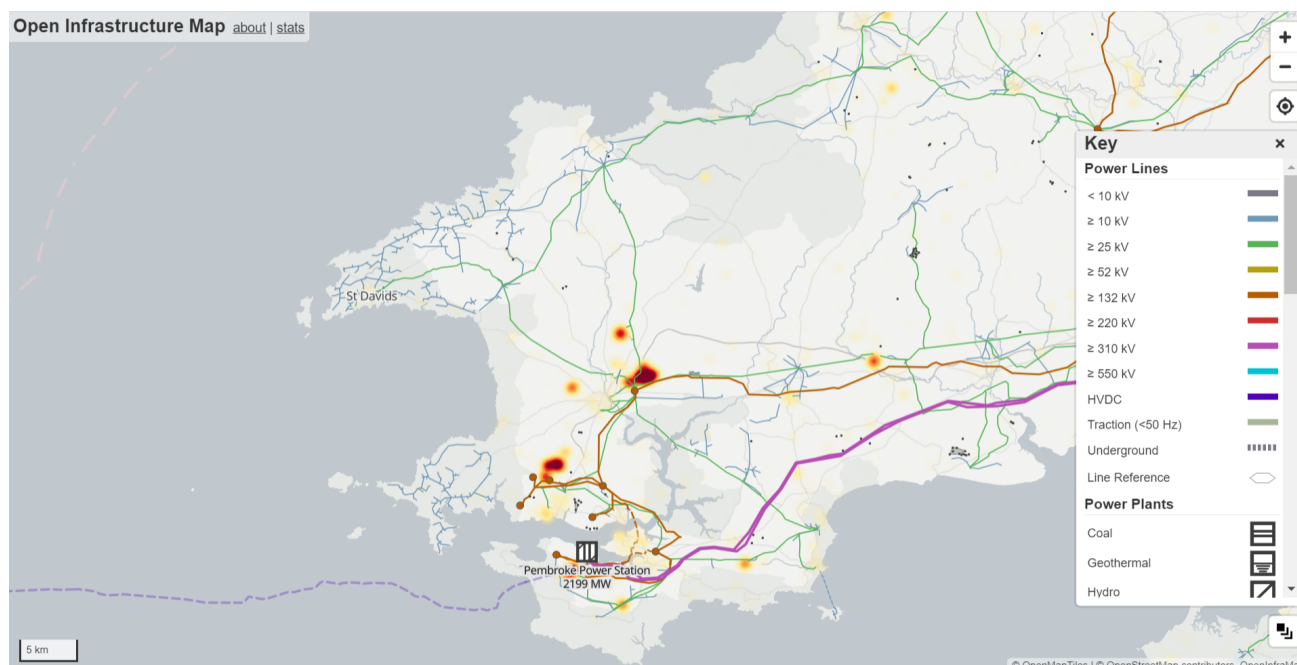 Open Infrastructure Map about | stats
+
−
Key ×
Power Lines
< 10 kV
≥ 10 kV
≥ 25 kV
≥ 52 kV
≥ 132 kV
≥ 220 kV
≥ 310 kV
≥ 550 kV
HVDC
Traction (<50 Hz)
Underground
Line Reference
Power Plants
Coal
Geothermal
Hydro
St Davids
Pembroke Power Station
2199 MW
5 km
© OpenMapTiles | © OpenStreetMap contributors, OpenInfraMa